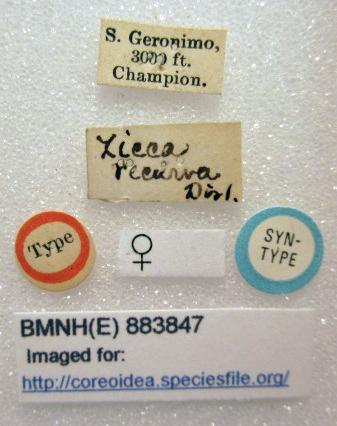 S. Geronimo,
3000 ft.
Champion.
Zicca
recurva
Dist.
Type
♀
SYN-
TYPE
BMNH(E) 883847
Imaged for:
http://coreoidea.speciesfile.org/